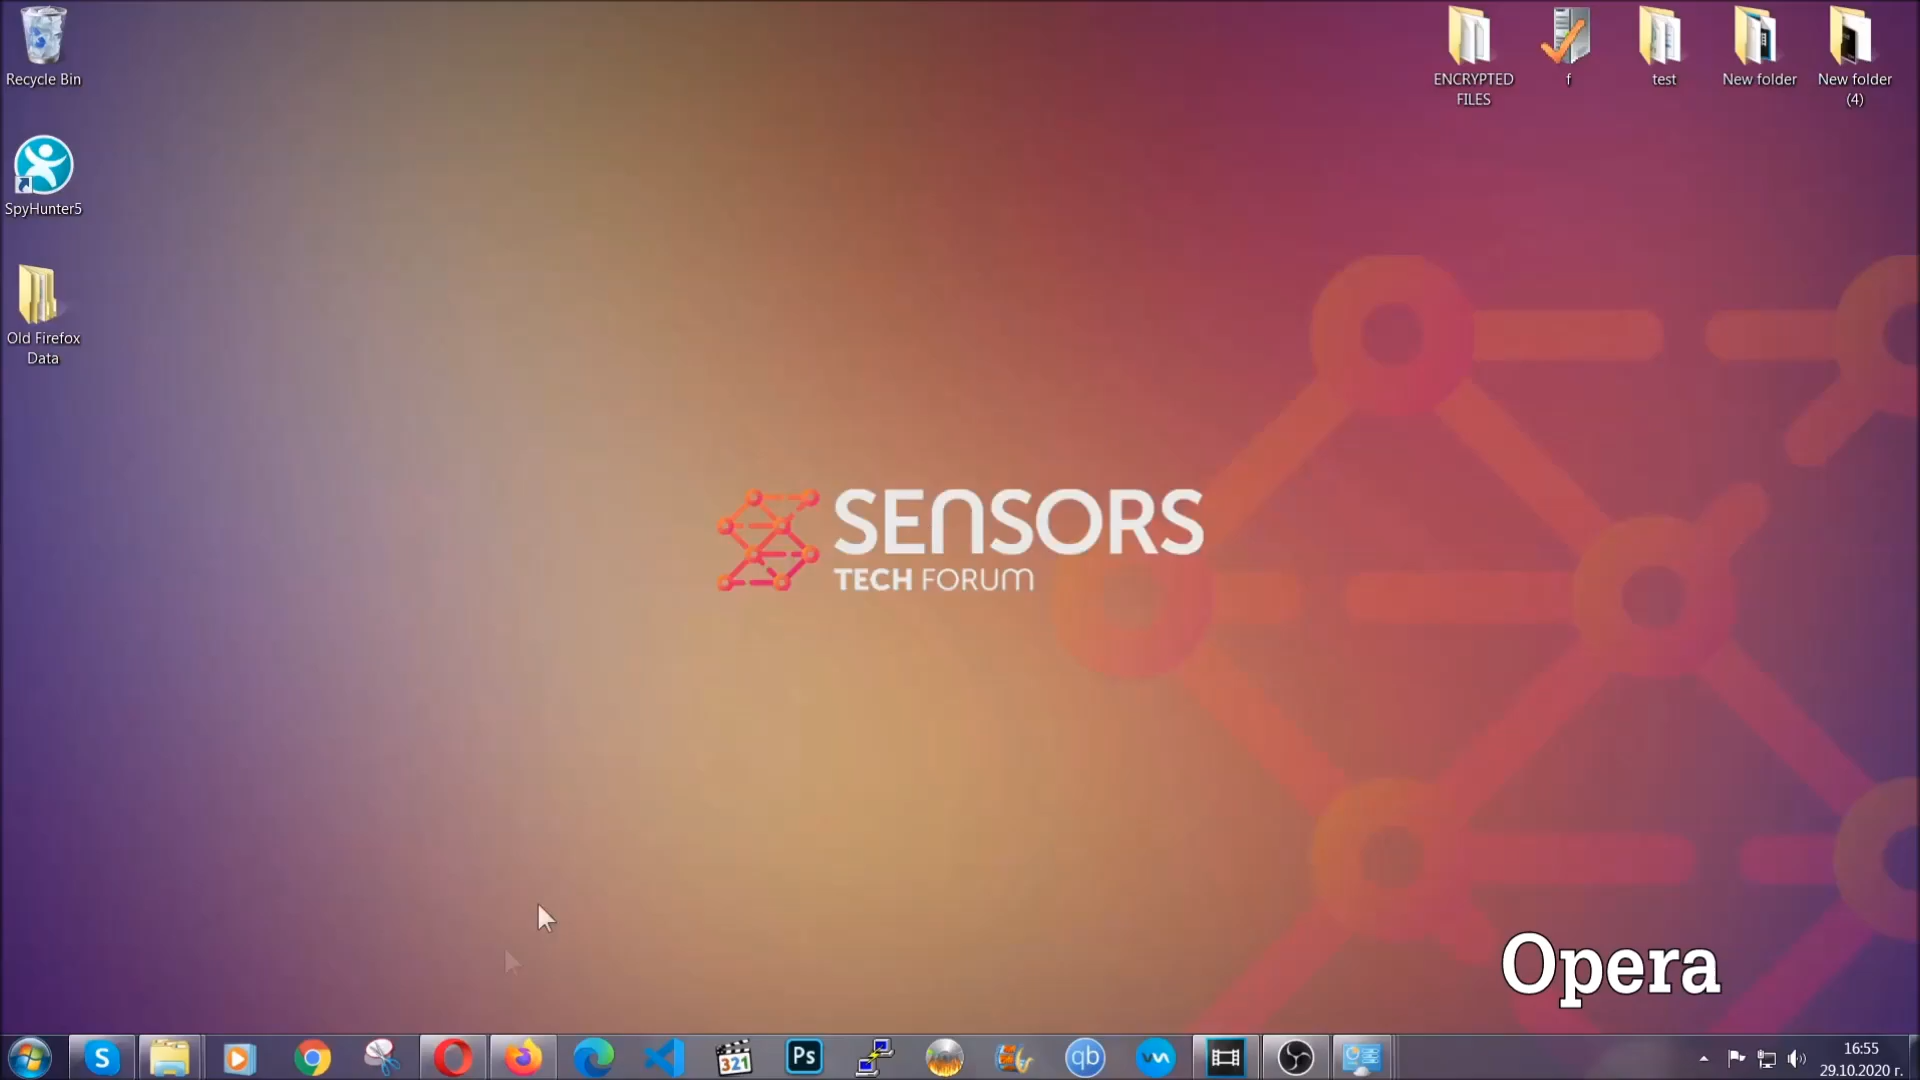 Recycle Bin
SpyHunter5
Old Firefox
Data
ENCRYPTED
FILES
f
test
New folder
New folder
(4)
SENSORS
TECH FORUM
Opera
S
321
Ps
qb
16:55
29.10.2020 г.